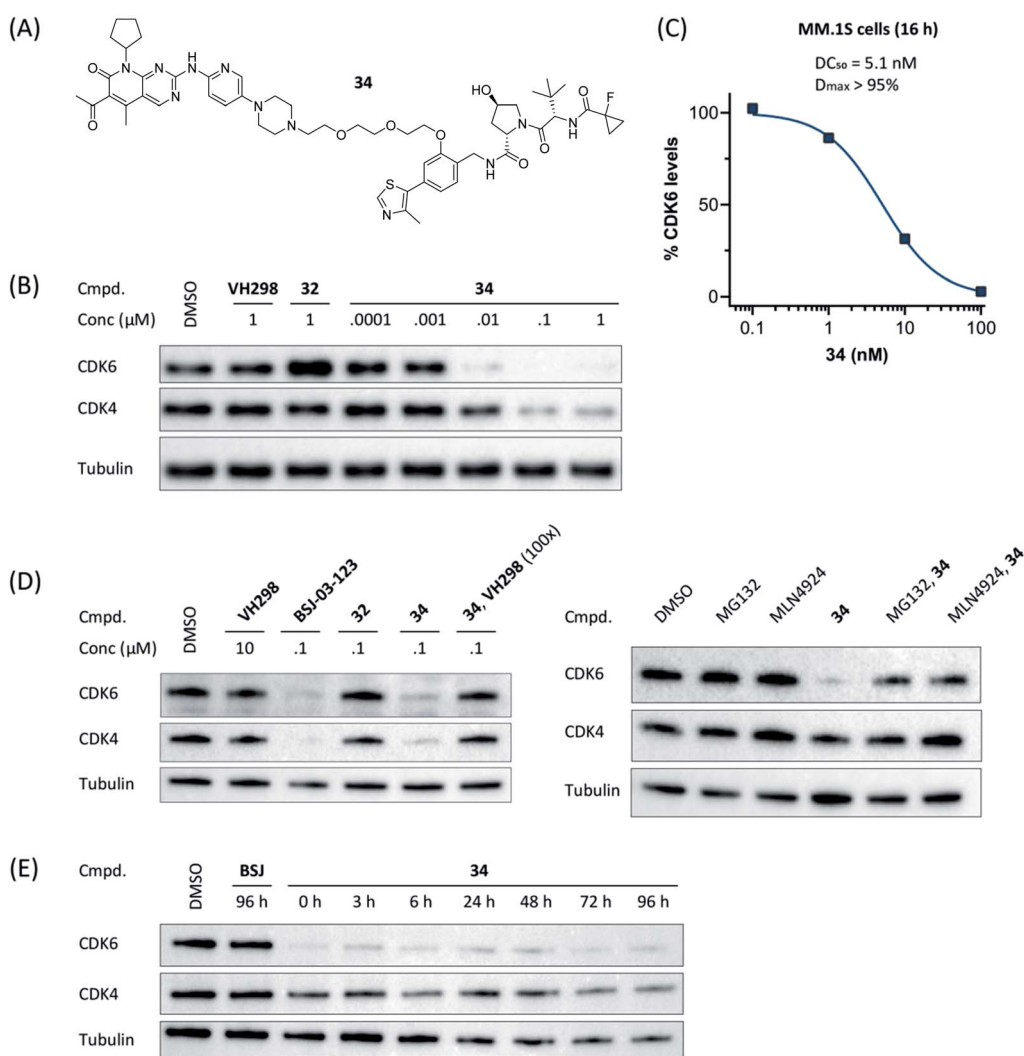 (A)
34
O
N
N
HN
N
N
O
N
N
N
O
O
O
HO
N
O
N
H
O
F
O
N
H
S
N
(B)
Cmpd.
DMSO
VH298
32
34
Conc (µM)
1
1
.0001
.001
.01
.1
1
CDK6
CDK4
Tubulin
(C)
MM.1S cells (16 h)
DC₅₀ = 5.1 nM
Dmax > 95%
% CDK6 levels
100
50
0
0.1
1
10
100
34 (nM)
(D)
Cmpd.
DMSO
VH298
BSJ-03-123
32
34
34, VH298 (100x)
Conc (µM)
10
.1
.1
.1
.1
CDK6
CDK4
Tubulin
Cmpd.
DMSO
MG132
MLN4924
34
MG132, 34
MLN4924, 34
CDK6
CDK4
Tubulin
(E)
Cmpd.
DMSO
BSJ
34
96 h
0 h
3 h
6 h
24 h
48 h
72 h
96 h
CDK6
CDK4
Tubulin